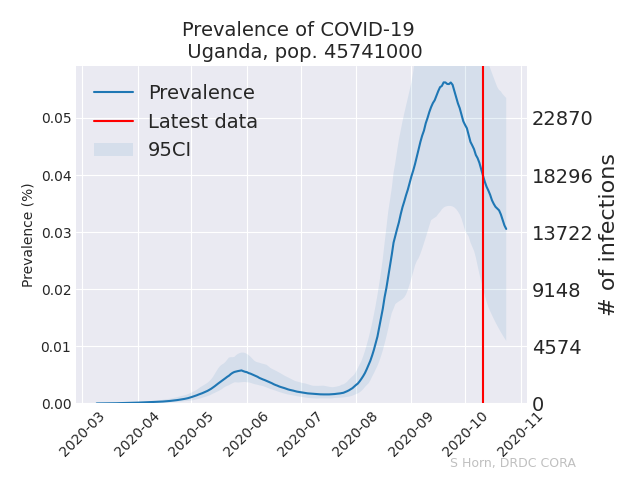 Prevalence of COVID-19
Uganda, pop. 45741000
Prevalence
Latest data
95CI
Prevalence (%)
0.05
0.04
0.03
0.02
0.01
0.00
22870
18296
13722
9148
4574
0
# of infections
2020-03
2020-04
2020-05
2020-06
2020-07
2020-08
2020-09
2020-10
2020-11
S Horn, DRDC CORA